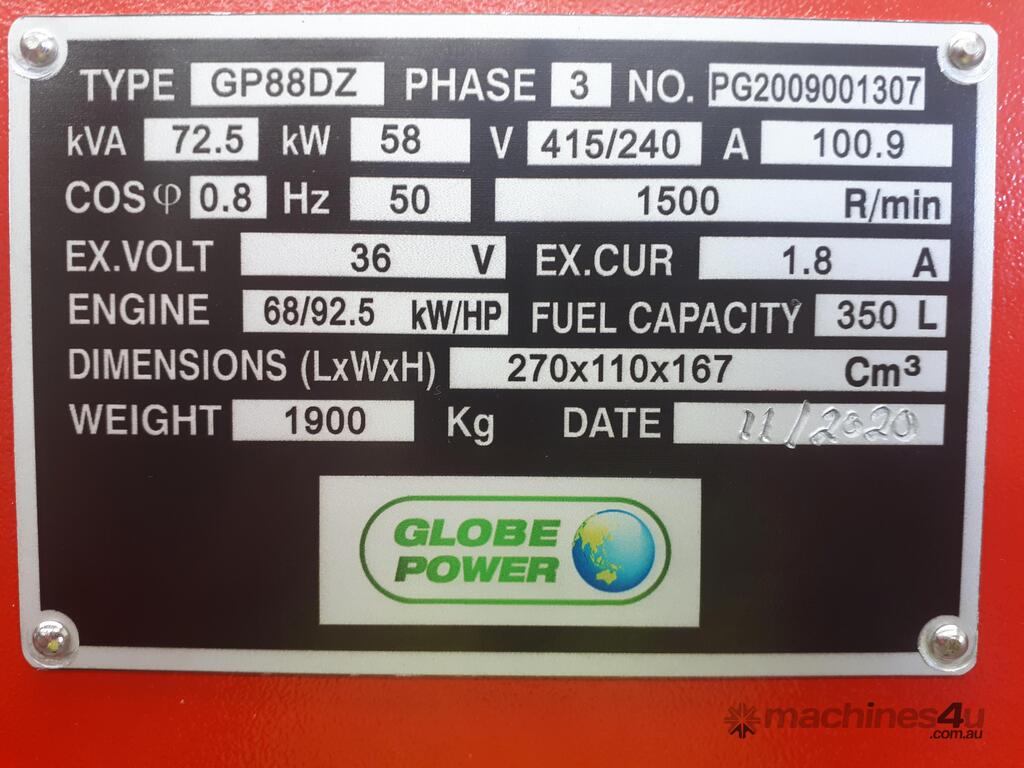 TYPE GP88DZ PHASE 3 NO. PG2009001307
kVA 72.5 kW 58 V 415/240 A 100.9
COS φ 0.8 Hz 50 1500 R/min
EX.VOLT 36 V EX.CUR 1.8 A
ENGINE 68/92.5 kW/HP FUEL CAPACITY 350 L
DIMENSIONS (LxWxH) 270x110x167 Cm³
WEIGHT 1900 Kg DATE 11/2020
GLOBE
POWER
machines4u
.com.au